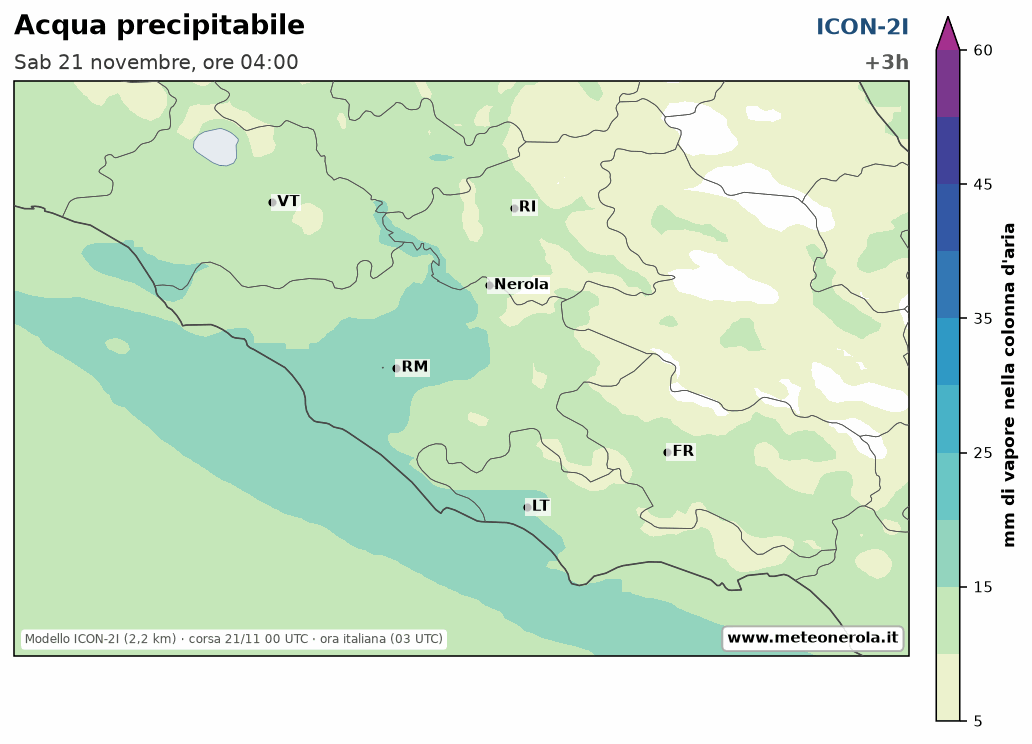 Acqua precipitabile
ICON-2I
Sab 21 novembre, ore 04:00
+3h
60
45
35
25
15
5
mm di vapore nella colonna d'aria
VT
RI
Nerola
RM
FR
LT
Modello ICON-2I (2,2 km) · corsa 21/11 00 UTC · ora italiana (03 UTC)
www.meteonerola.it